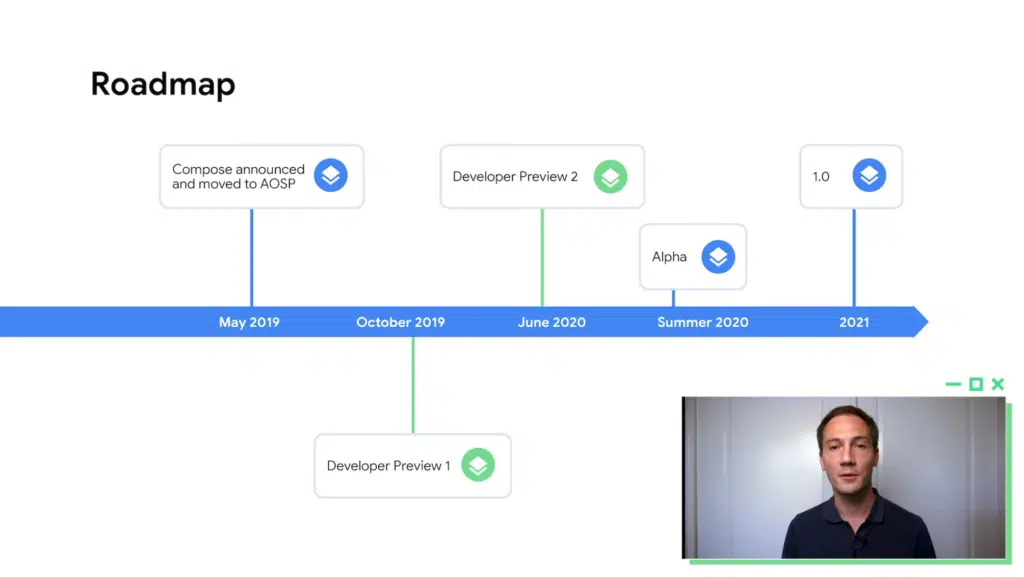 Roadmap
Compose announced
and moved to AOSP
Developer Preview 2
1.0
Alpha
May 2019
October 2019
June 2020
Summer 2020
2021
Developer Preview 1